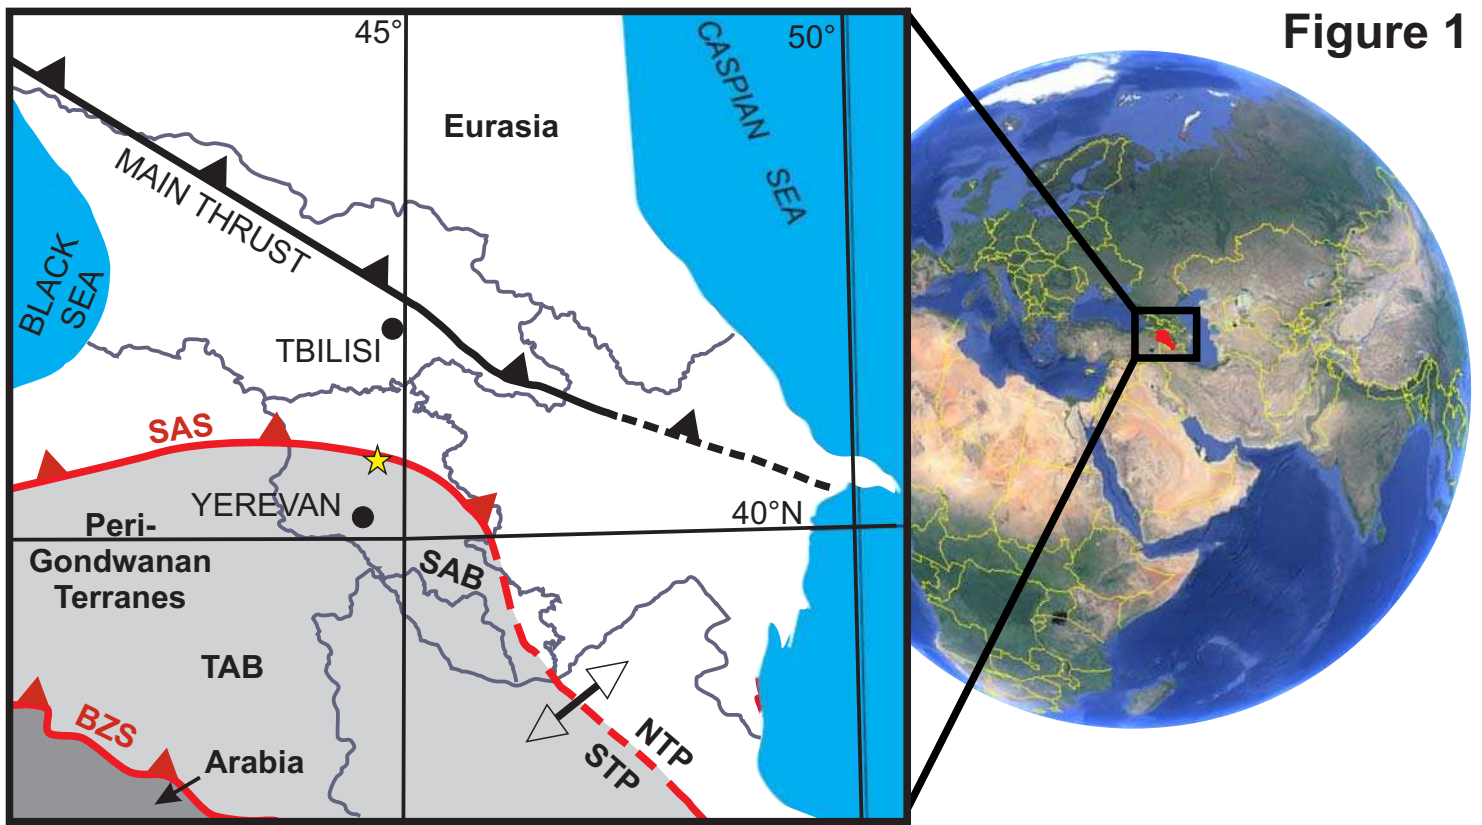 Figure 1
45°
50°
CASPIAN SEA
Eurasia
MAIN THRUST
BLACK
SEA
TBILISI
SAS
YEREVAN
40°N
Peri-
Gondwanan
Terranes
SAB
TAB
BZS
Arabia
NTP
STP